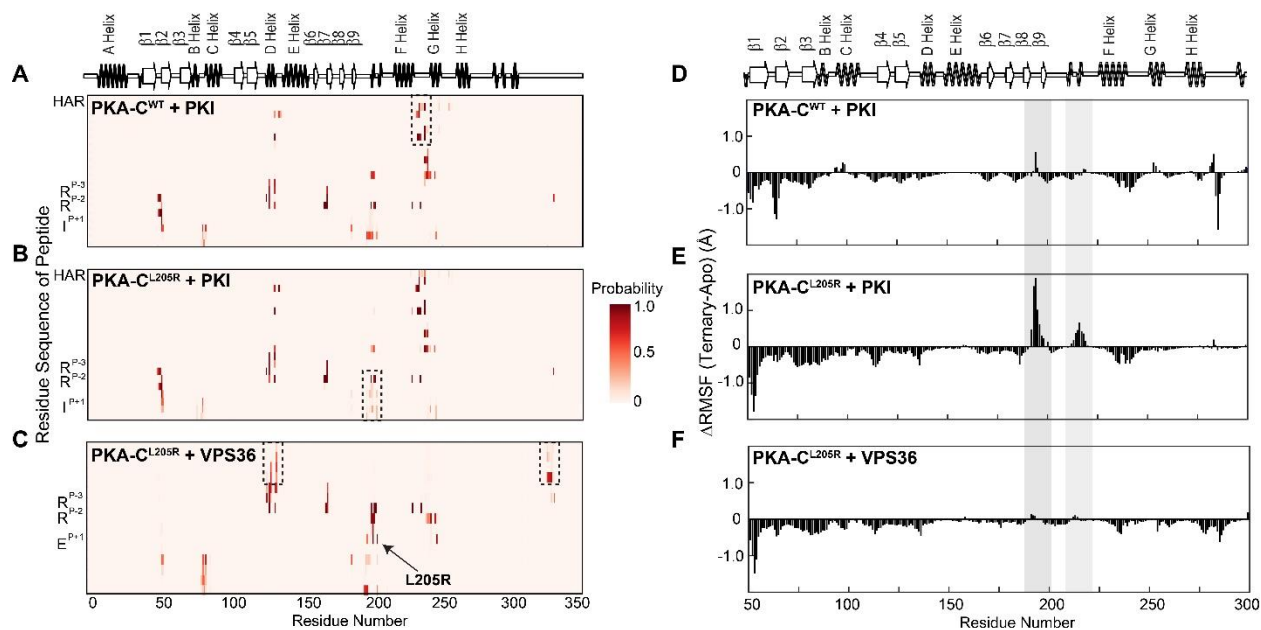 A Helix
β1
β2
β3
B Helix
C Helix
β4
β5
D Helix
E Helix
β6
β7
β8
β9
F Helix
G Helix
H Helix
A
PKA-C^WT + PKI
HAR
R^P-3
R^P-2
I^P+1
B
PKA-C^L205R + PKI
HAR
R^P-3
R^P-2
I^P+1
C
PKA-C^L205R + VPS36
R^P-3
R^P-2
E^P+1
L205R
Residue Sequence of Peptide
0 50 100 150 200 250 300 350
Residue Number
Probability
1.0
0.5
0
β1
β2
β3
B Helix
C Helix
β4
β5
D Helix
E Helix
β6
β7
β8
β9
F Helix
G Helix
H Helix
D
PKA-C^WT + PKI
1.0
0
-1.0
E
PKA-C^L205R + PKI
1.0
0
-1.0
F
PKA-C^L205R + VPS36
1.0
0
-1.0
ΔRMSF (Ternary-Apo) (Å)
50 100 150 200 250 300
Residue Number